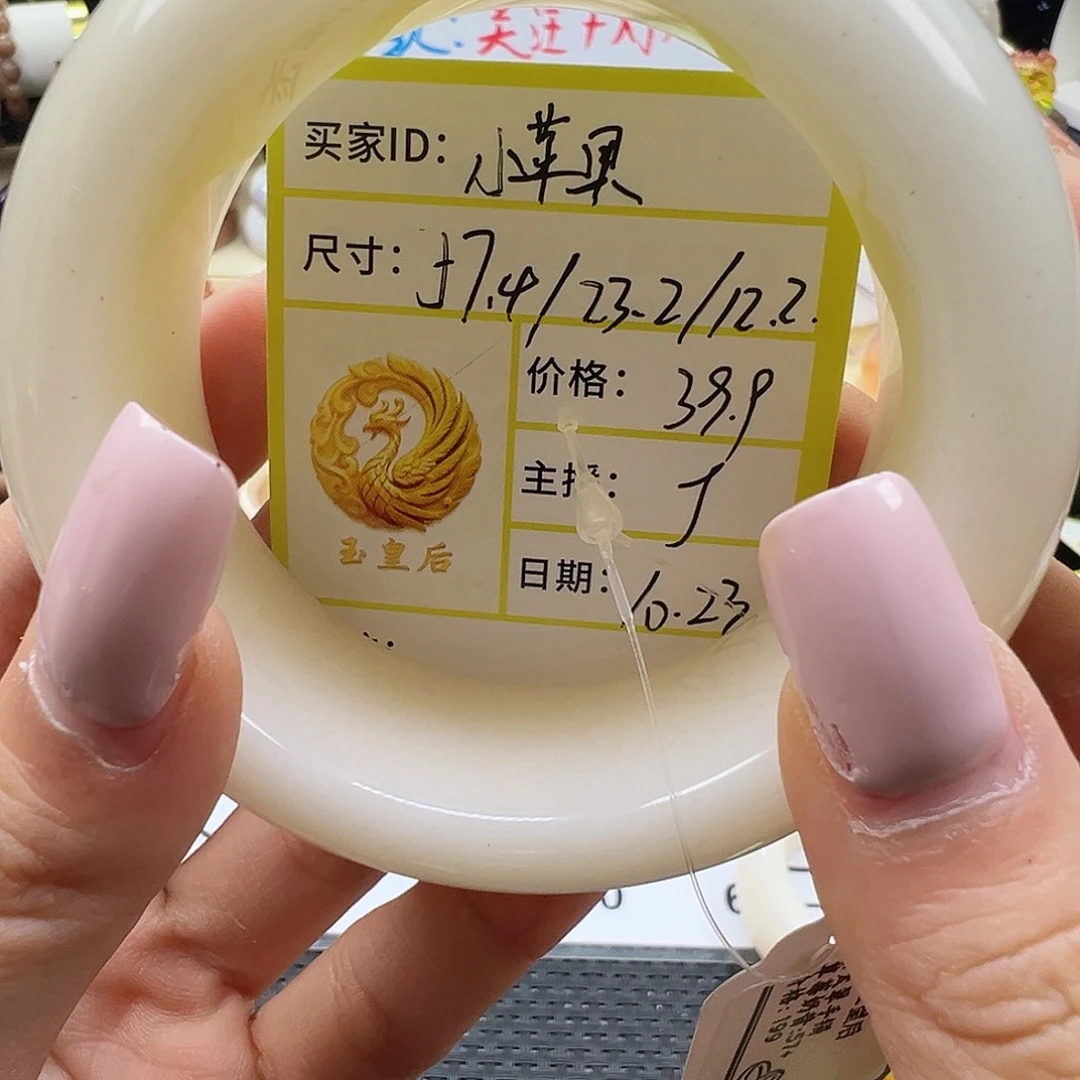 关注+
买家ID：小苹果
尺寸：57.4/23.2/12.2.
价格：39.9
主播：J
玉皇后
日期：10.23